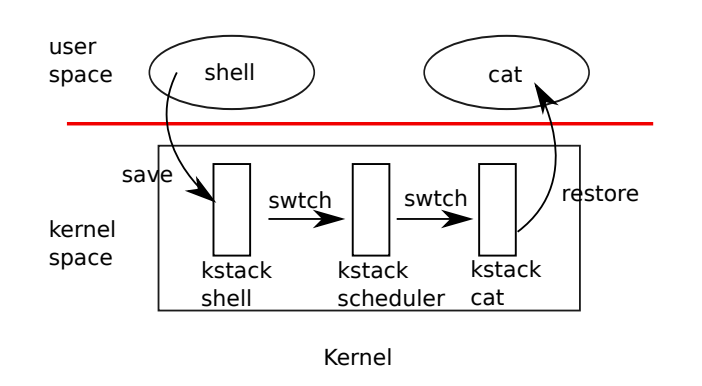 user
space
shell
cat
save
swtch
swtch
restore
kernel
space
kstack
shell
kstack
scheduler
kstack
cat
Kernel